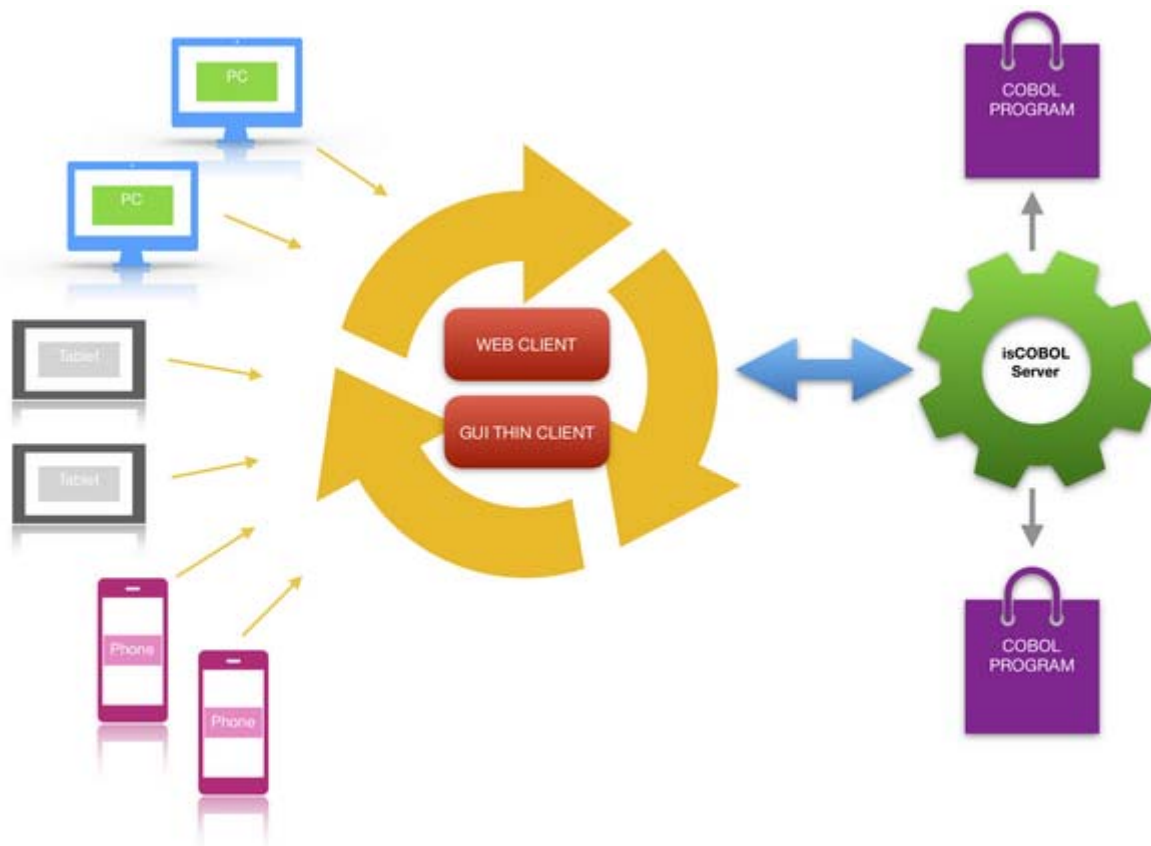 PC
PC
Tablet
Tablet
Phone
Phone
WEB CLIENT
GUI THIN CLIENT
isCOBOL
Server
COBOL
PROGRAM
COBOL
PROGRAM